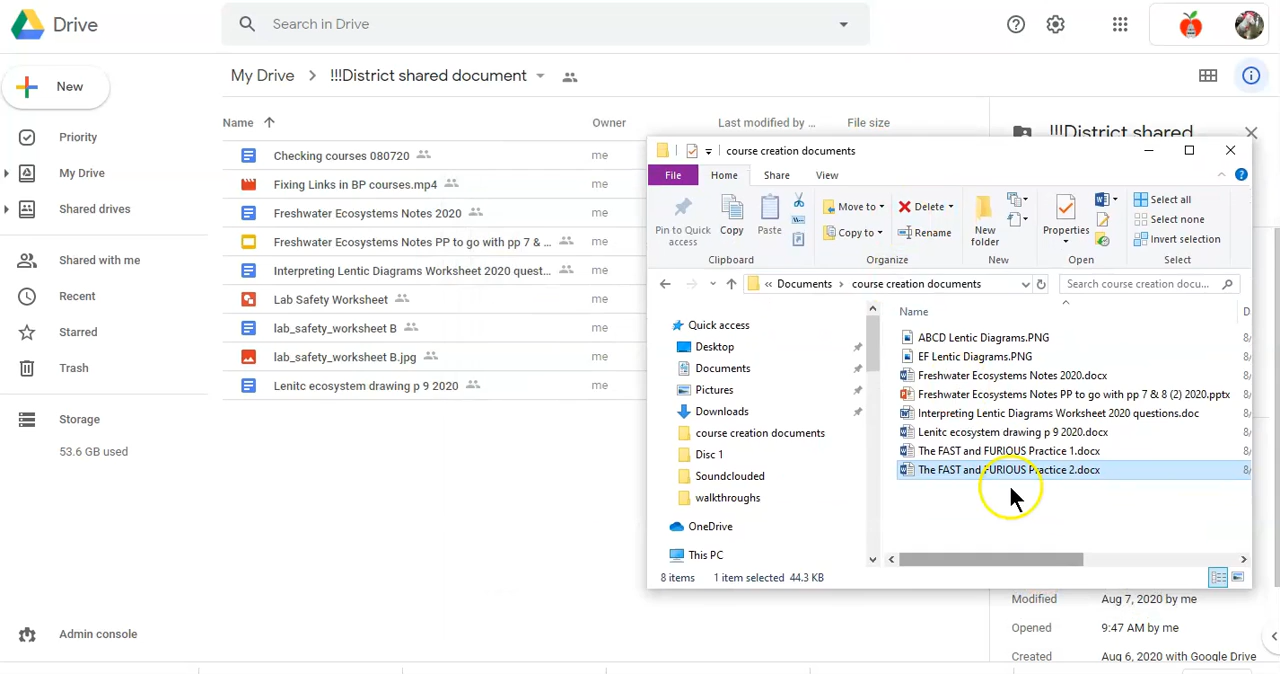 Drive
Search in Drive
My Drive > !!!District shared document
New
Priority
My Drive
Shared drives
Shared with me
Recent
Starred
Trash
Storage
53.6 GB used
Admin console
Name Owner Last modified by ... File size
Checking courses 080720 me
Fixing Links in BP courses.mp4 me
Freshwater Ecosystems Notes 2020 me
Freshwater Ecosystems Notes PP to go with pp 7 & ... me
Interpreting Lentic Diagrams Worksheet 2020 quest... me
Lab Safety Worksheet me
lab_safety_worksheet B me
lab_safety_worksheet B.jpg me
Lenitc ecosystem drawing p 9 2020 me
!!!District shared
course creation documents
File Home Share View
Pin to Quick access
Copy
Paste
Clipboard
Move to
Copy to
Delete
Rename
Organize
New folder
New
Properties
Open
Select all
Select none
Invert selection
Select
« Documents > course creation documents
Search course creation docu...
Quick access
Desktop
Documents
Pictures
Downloads
course creation documents
Disc 1
Soundclouded
walkthroughs
OneDrive
This PC
Name D
ABCD Lentic Diagrams.PNG 8/
EF Lentic Diagrams.PNG 8/
Freshwater Ecosystems Notes 2020.docx 8/
Freshwater Ecosystems Notes PP to go with pp 7 & 8 (2) 2020.pptx 8/
Interpreting Lentic Diagrams Worksheet 2020 questions.doc 8/
Lenitc ecosystem drawing p 9 2020.docx 8/
The FAST and FURIOUS Practice 1.docx 8/
The FAST and FURIOUS Practice 2.docx 8/
8 items 1 item selected 44.3 KB
Modified Aug 7, 2020 by me
Opened 9:47 AM by me
Created Aug 6, 2020 with Google Drive